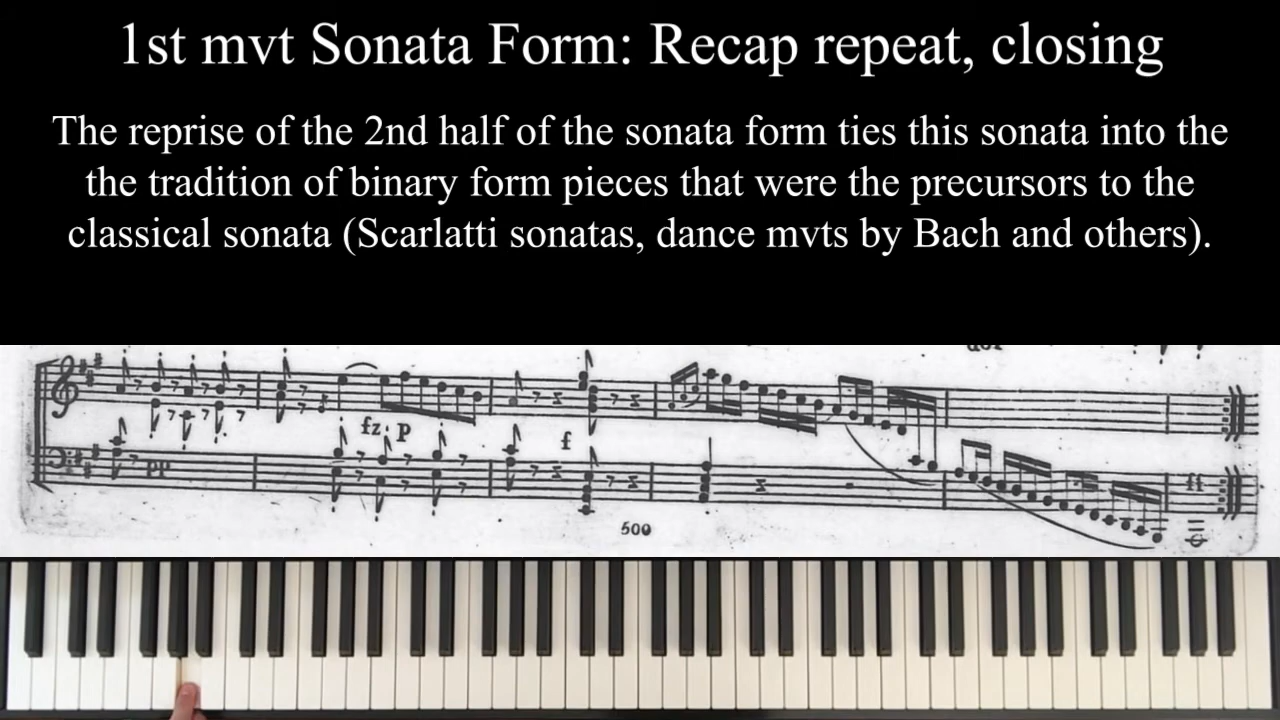 1st mvt Sonata Form: Recap repeat, closing
The reprise of the 2nd half of the sonata form ties this sonata into the
the tradition of binary form pieces that were the precursors to the
classical sonata (Scarlatti sonatas, dance mvts by Bach and others).
fz p
pp
f
ff
500